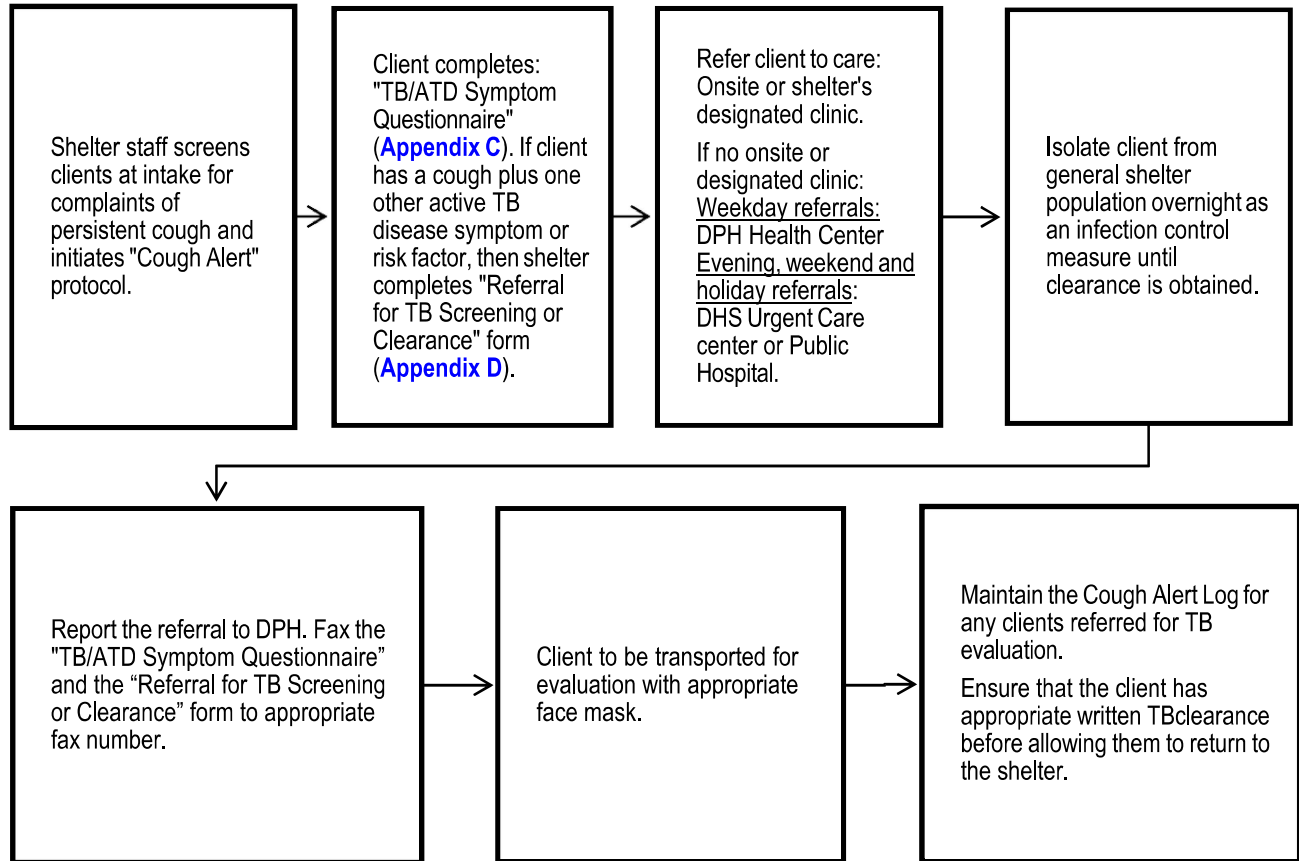 Shelter staff screens
clients at intake for
complaints of
persistent cough and
initiates "Cough Alert"
protocol.
Client completes:
"TB/ATD Symptom
Questionnaire"
(Appendix C). If client
has a cough plus one
other active TB
disease symptom or
risk factor, then shelter
completes "Referral
for TB Screening or
Clearance" form
(Appendix D).
Refer client to care:
Onsite or shelter's
designated clinic.
If no onsite or
designated clinic:
Weekday referrals:
DPH Health Center
Evening, weekend and
holiday referrals:
DHS Urgent Care
center or Public
Hospital.
Isolate client from
general shelter
population overnight as
an infection control
measure until
clearance is obtained.
Report the referral to DPH. Fax the
"TB/ATD Symptom Questionnaire”
and the “Referral for TB Screening
or Clearance” form to appropriate
fax number.
Client to be transported for
evaluation with appropriate
face mask.
Maintain the Cough Alert Log for
any clients referred for TB
evaluation.
Ensure that the client has
appropriate written TBclearance
before allowing them to return to
the shelter.